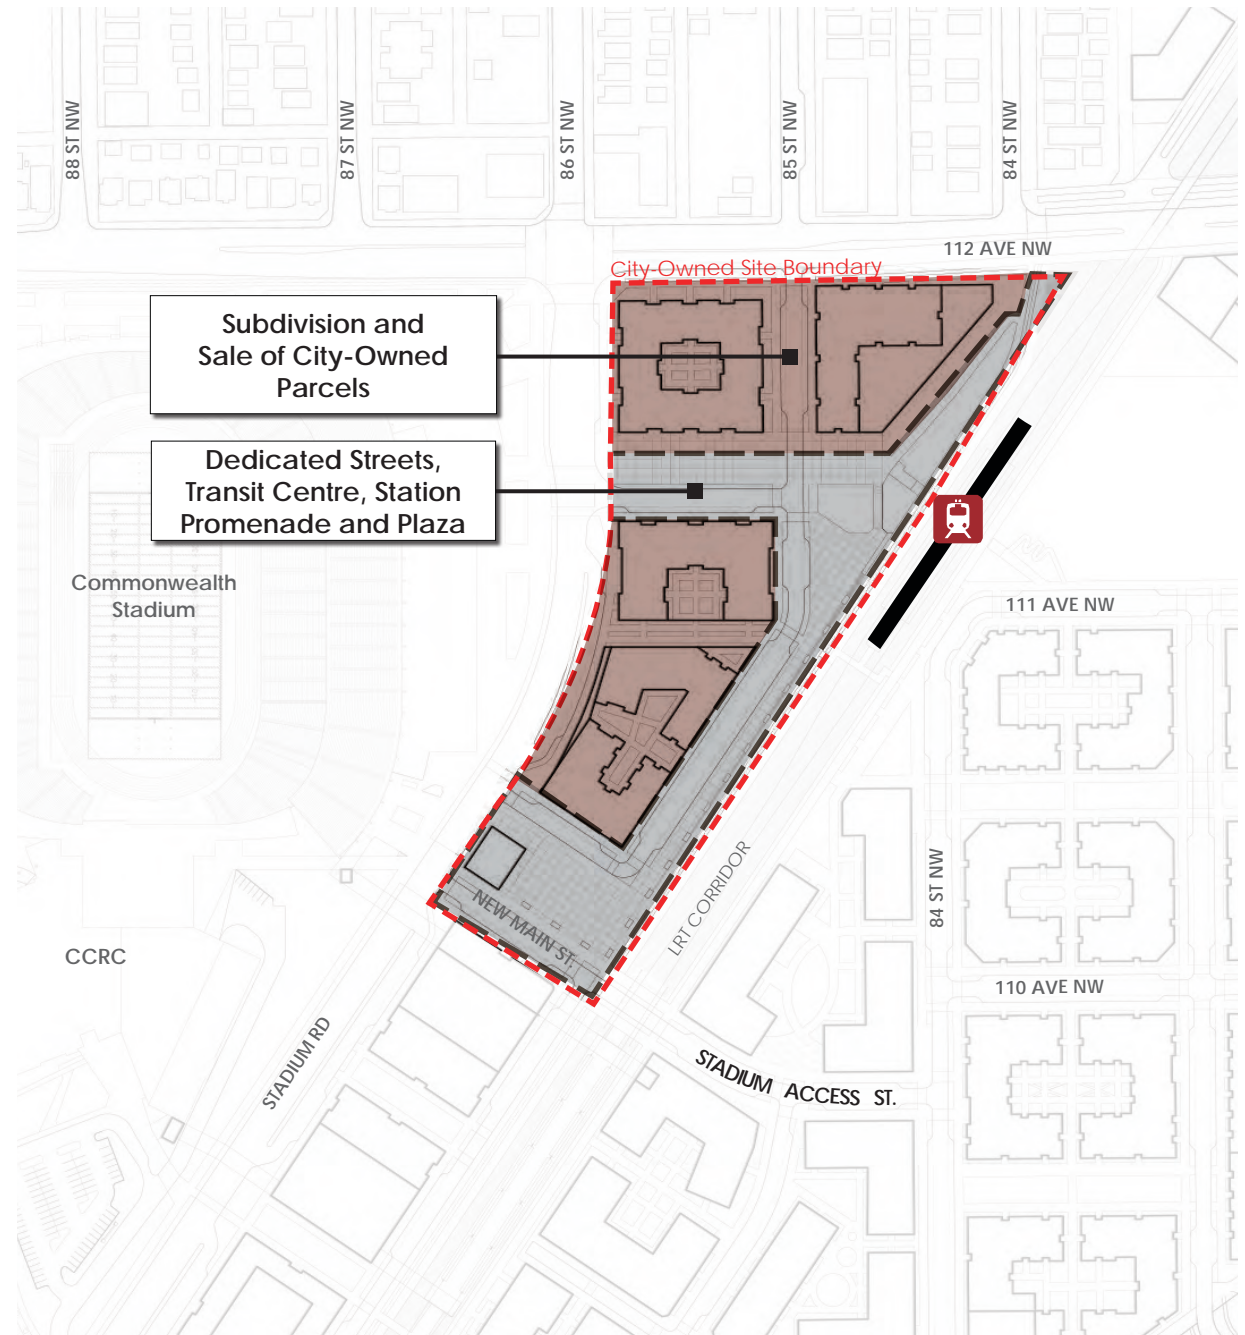 88 ST NW
87 ST NW
86 ST NW
85 ST NW
84 ST NW
112 AVE NW
City-Owned Site Boundary
Subdivision and
Sale of City-Owned
Parcels
Dedicated Streets,
Transit Centre, Station
Promenade and Plaza
Commonwealth
Stadium
111 AVE NW
84 ST NW
LRT CORRIDOR
NEW MAIN ST.
CCRC
110 AVE NW
STADIUM RD
STADIUM ACCESS ST.